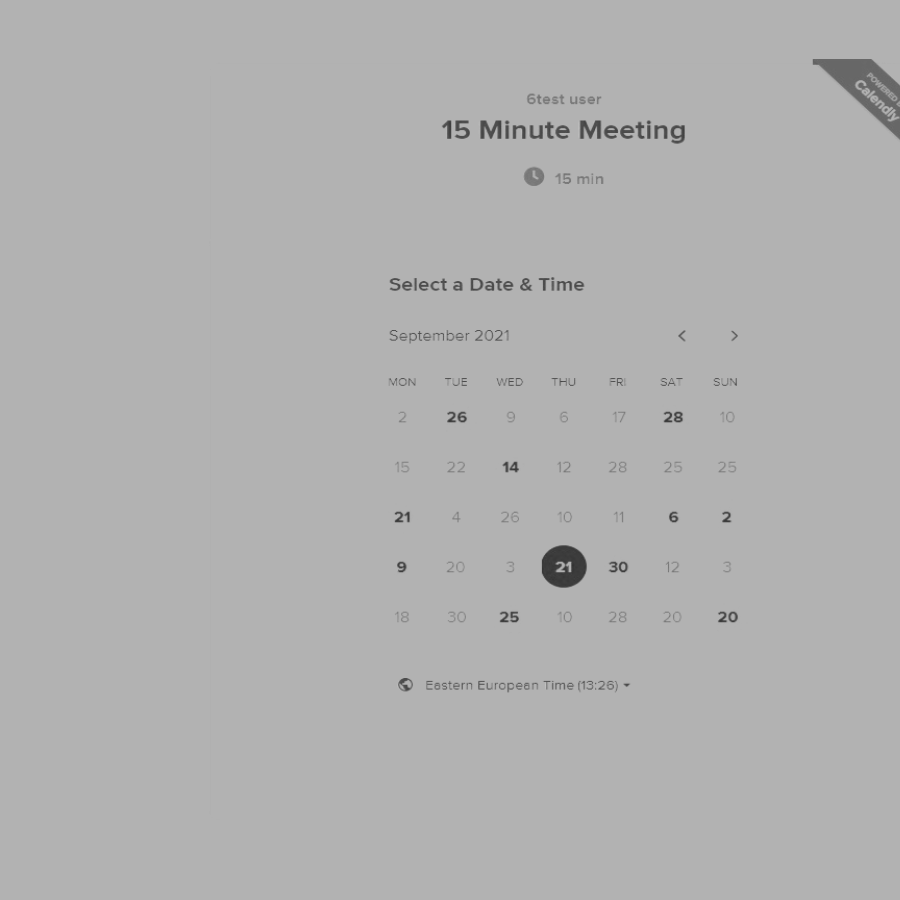 POWERED
Calendly
6test user
15 Minute Meeting
15 min
Select a Date & Time
September 2021
MON TUE WED THU FRI SAT SUN
2 26 9 6 17 28 10
15 22 14 12 28 25 25
21 4 26 10 11 6 2
9 20 3 21 30 12 3
18 30 25 10 28 20 20
Eastern European Time (13:26)